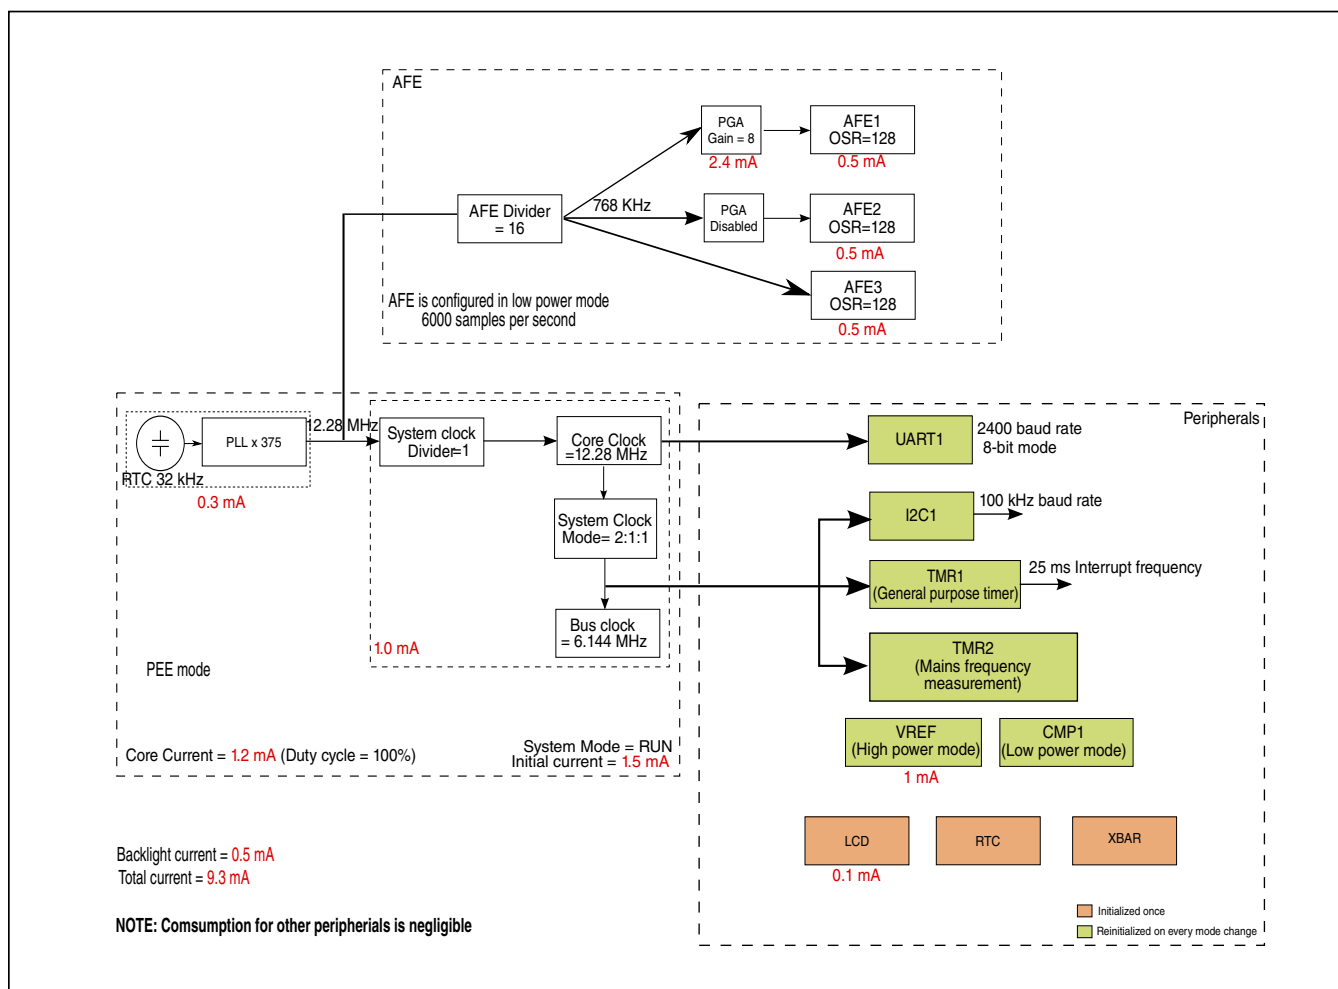 AFE
PGA
Gain = 8
2.4 mA
AFE1
OSR=128
0.5 mA
AFE Divider
= 16
768 KHz
PGA
Disabled
AFE2
OSR=128
0.5 mA
AFE3
OSR=128
0.5 mA
AFE is configured in low power mode
6000 samples per second
RTC 32 kHz
PLL x 375
0.3 mA
12.28 MHz
System clock
Divider=1
Core Clock
=12.28 MHz
System Clock
Mode= 2:1:1
Bus clock
= 6.144 MHz
1.0 mA
PEE mode
Core Current = 1.2 mA (Duty cycle = 100%)
System Mode = RUN
Initial current = 1.5 mA
Peripherals
UART1
2400 baud rate
8-bit mode
I2C1
100 kHz baud rate
TMR1
(General purpose timer)
25 ms Interrupt frequency
TMR2
(Mains frequency
measurement)
VREF
(High power mode)
1 mA
CMP1
(Low power mode)
LCD
0.1 mA
RTC
XBAR
Initialized once
Reinitialized on every mode change
Backlight current = 0.5 mA
Total current = 9.3 mA
NOTE: Comsumption for other peripherials is negligible